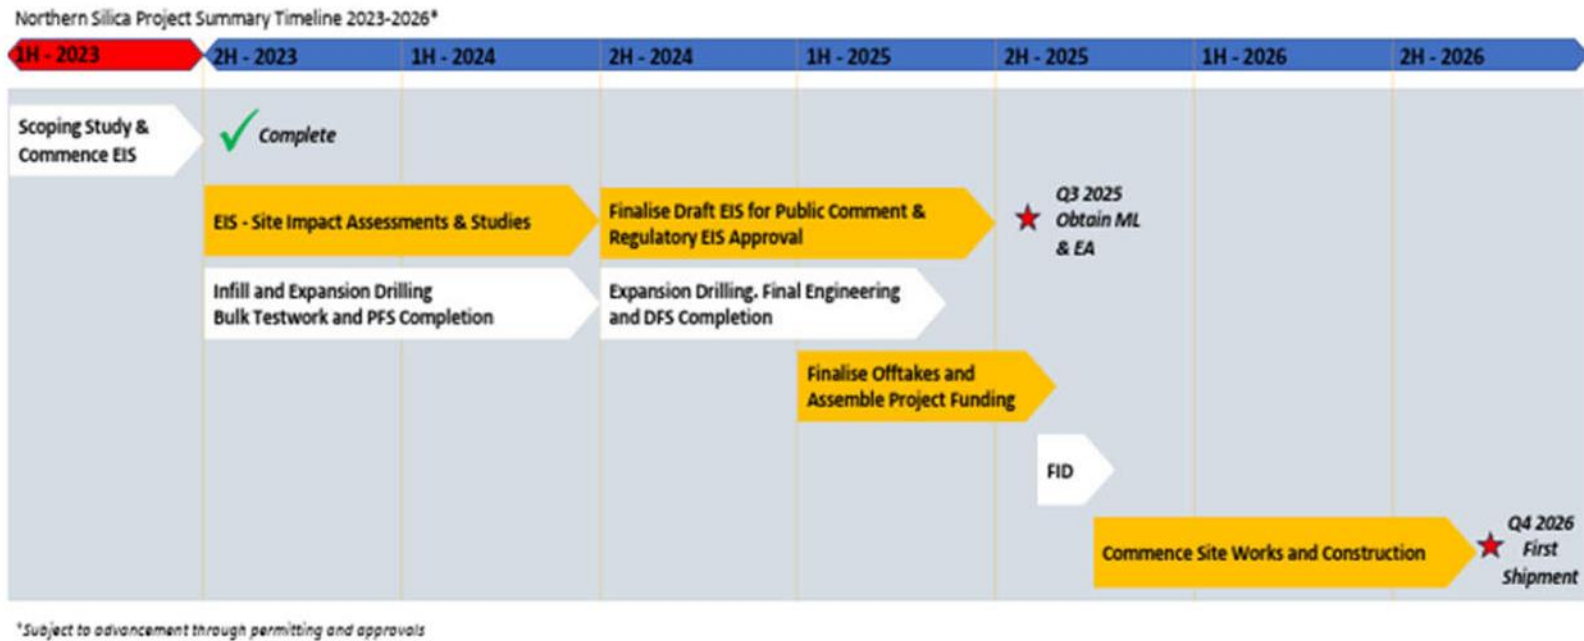 Northern Silica Project Summary Timeline 2023-2026*
1H - 2023
2H - 2023
1H - 2024
2H - 2024
1H - 2025
2H - 2025
1H - 2026
2H - 2026
Scoping Study &
Commence EIS
Complete
EIS - Site Impact Assessments & Studies
Finalise Draft EIS for Public Comment &
Regulatory EIS Approval
Q3 2025
Obtain ML
& EA
Infill and Expansion Drilling
Bulk Testwork and PFS Completion
Expansion Drilling. Final Engineering
and DFS Completion
Finalise Offtakes and
Assemble Project Funding
FID
Commence Site Works and Construction
Q4 2026
First
Shipment
*Subject to advancement through permitting and approvals